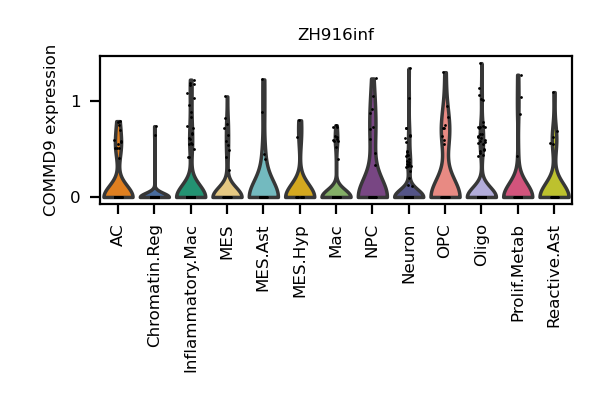 ZH916inf
COMMD9 expression
1
0
AC
Chromatin.Reg
Inflammatory.Mac
MES
MES.Ast
MES.Hyp
Mac
NPC
Neuron
OPC
Oligo
Prolif.Metab
Reactive.Ast